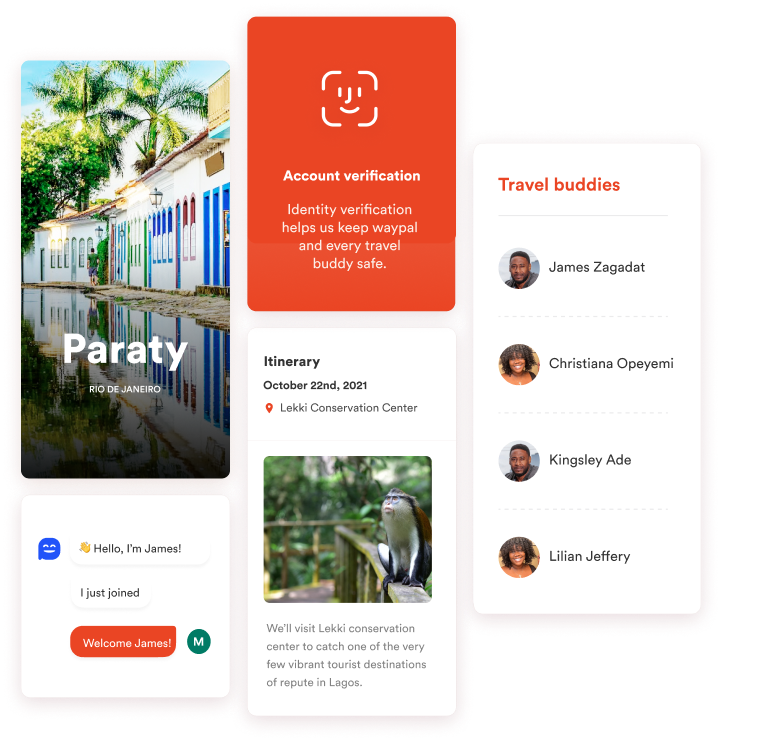 Paraty
RIO DE JANEIRO
👋 Hello, I'm James!
I just joined
Welcome James!
M
Account verification
Identity verification
helps us keep waypal
and every travel
buddy safe.
Itinerary
October 22nd, 2021
Lekki Conservation Center
We'll visit Lekki conservation
center to catch one of the very
few vibrant tourist destinations
of repute in Lagos.
Travel buddies
James Zagadat
Christiana Opeyemi
Kingsley Ade
Lilian Jeffery